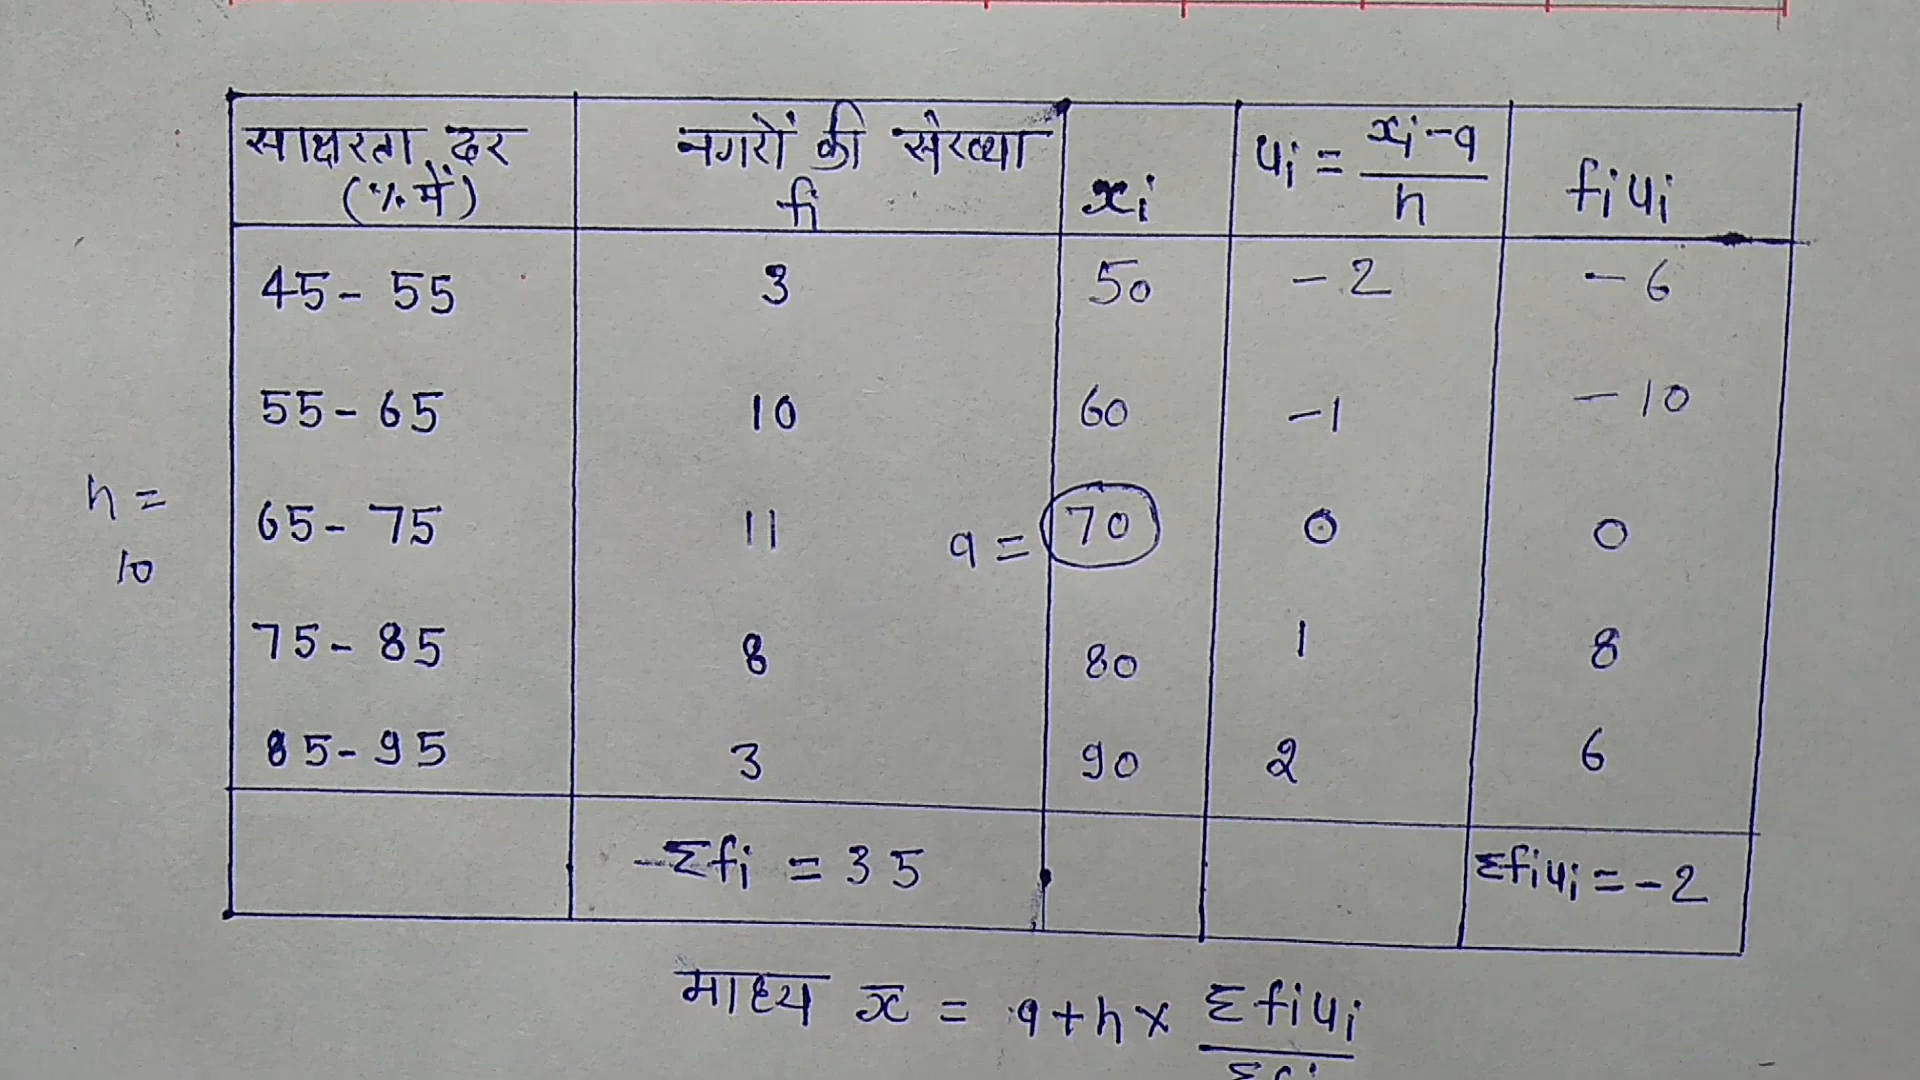 साक्षरता दर (% में) नगरों की संख्या fi xi ui = (xi - a)/h fiui
45 - 55 3 50 - 2 - 6
55 - 65 10 60 - 1 - 10
h = 10 65 - 75 11 a = 70 0 0
75 - 85 8 80 1 8
85 - 95 3 90 2 6
Σfi = 35 Σfiui = - 2
माध्य x̄ = a + h × Σfiui / Σfi